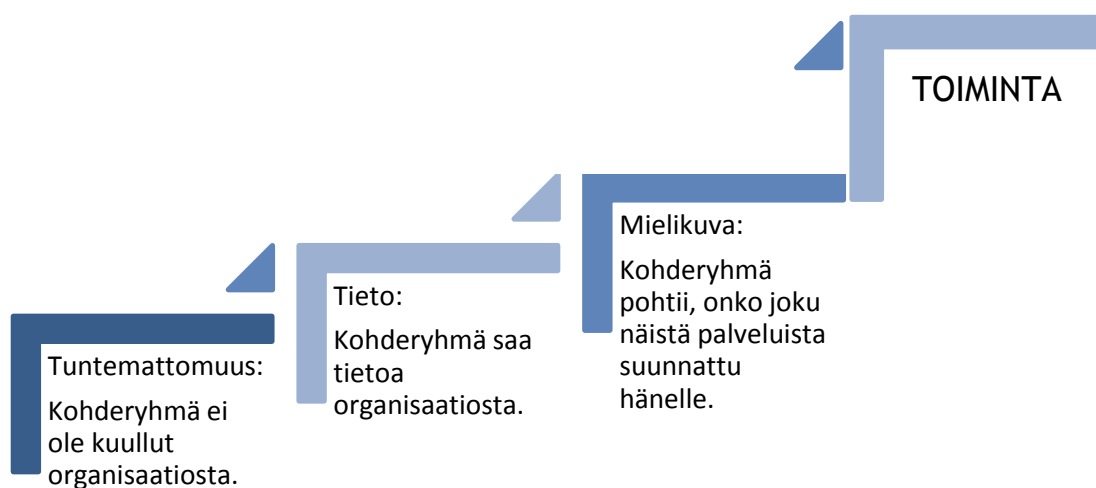 Tuntemattomuus:
Kohderyhmä ei
ole kuullut
organisaatiosta.
Tieto:
Kohderyhmä saa
tietoa
organisaatiosta.
Mielikuva:
Kohderyhmä
pohtii, onko joku
näistä palveluista
suunnattu
hänelle.
TOIMINTA